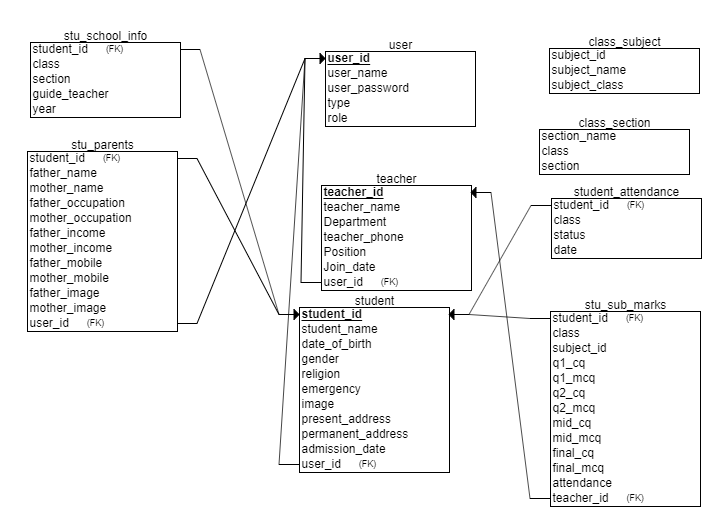 stu_school_info
student_id (FK)
class
section
guide_teacher
year
stu_parents
student_id (FK)
father_name
mother_name
father_occupation
mother_occupation
father_income
mother_income
father_mobile
mother_mobile
father_image
mother_image
user_id (FK)
user
user_id
user_name
user_password
type
role
teacher
teacher_id
teacher_name
Department
teacher_phone
Position
Join_date
user_id (FK)
student
student_id
student_name
date_of_birth
gender
religion
emergency
image
present_address
permanent_address
admission_date
user_id (FK)
class_subject
subject_id
subject_name
subject_class
class_section
section_name
class
section
student_attendance
student_id (FK)
class
status
date
stu_sub_marks
student_id (FK)
class
subject_id
q1_cq
q1_mcq
q2_cq
q2_mcq
mid_cq
mid_mcq
final_cq
final_mcq
attendance
teacher_id (FK)